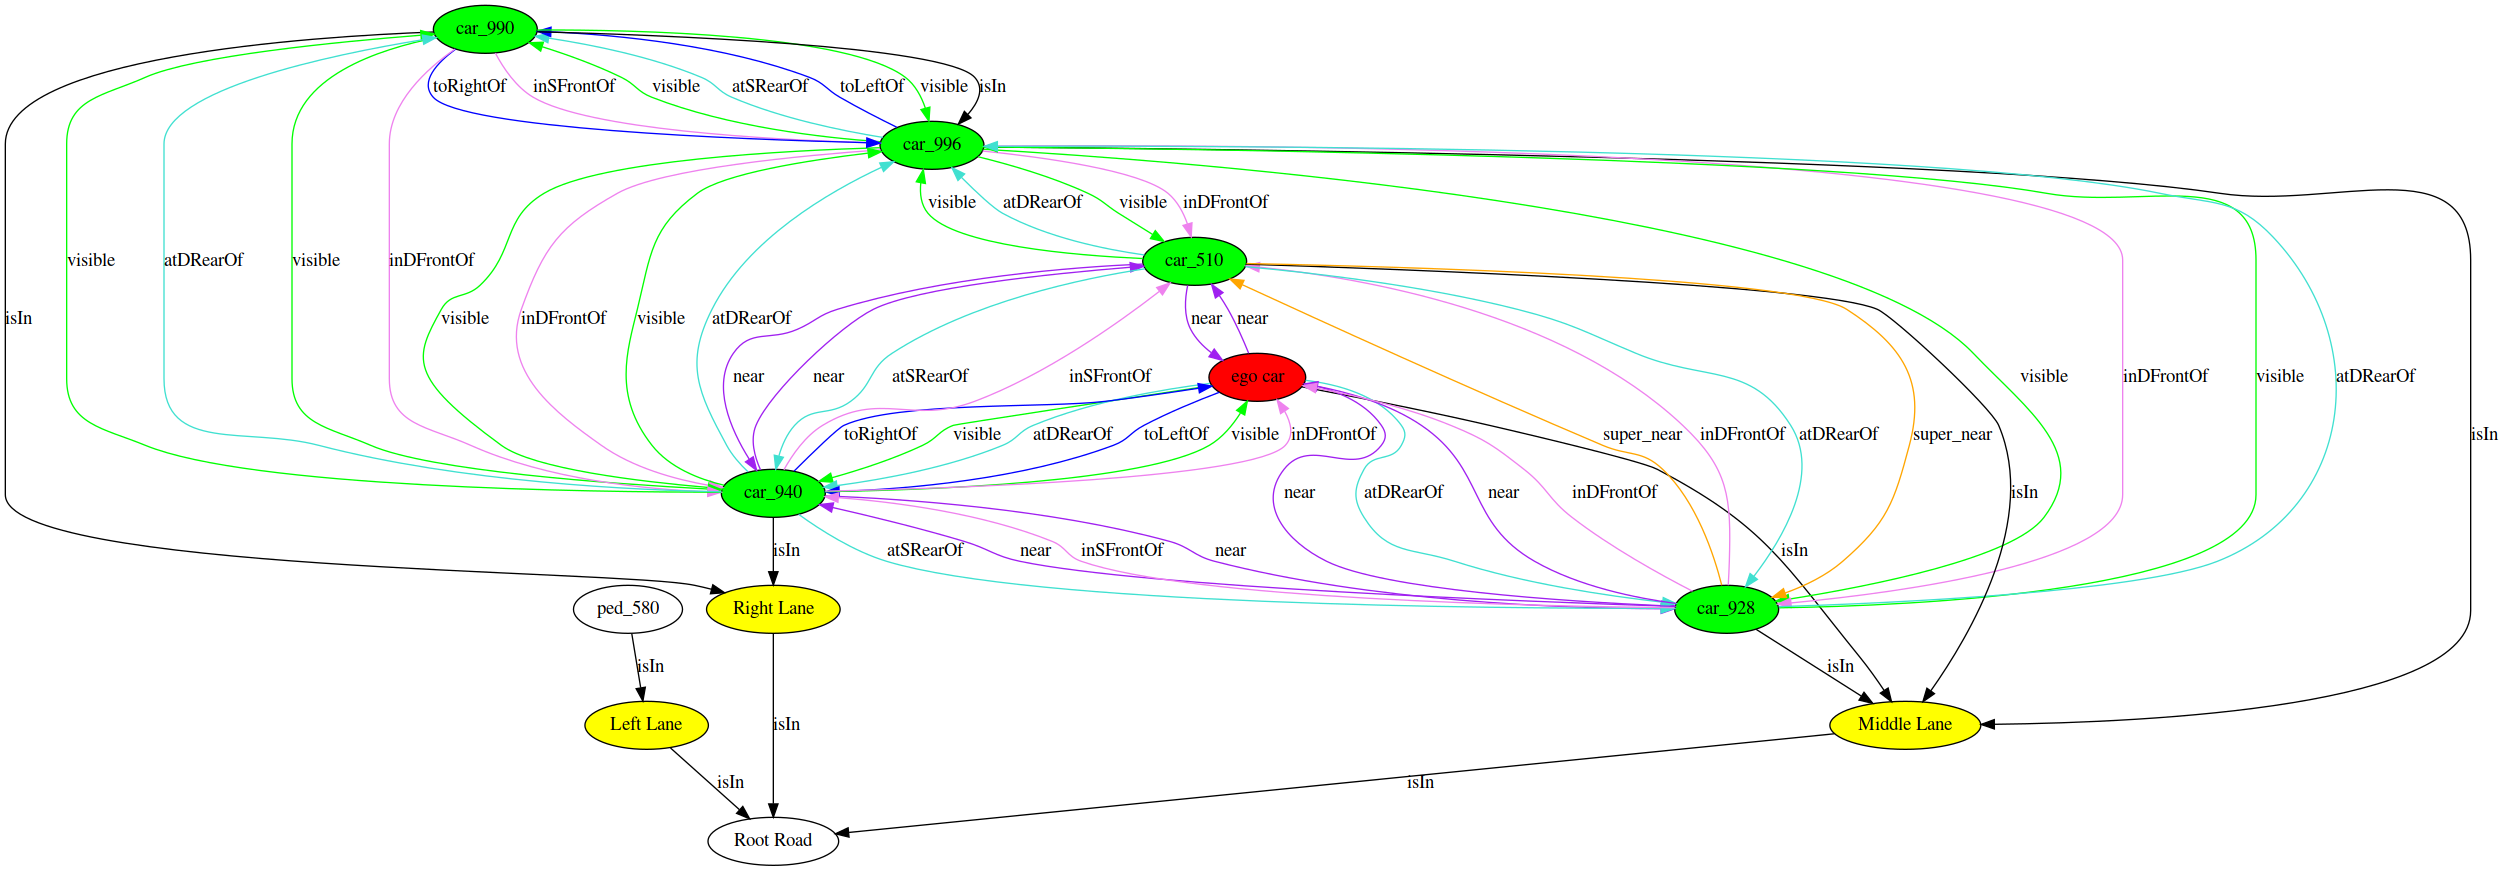 car_990
toRightOf
inSFrontOf
visible
atSRearOf
toLeftOf
visible
isIn
car_996
visible
atDRearOf
visible
inDFrontOf
visible
atDRearOf
visible
inDFrontOf
car_510
isIn
visible
inDFrontOf
visible
atDRearOf
near
near
near
near
atSRearOf
inSFrontOf
ego car
visible
inDFrontOf
visible
atDRearOf
toRightOf
visible
atDRearOf
toLeftOf
visible
inDFrontOf
super_near
inDFrontOf
atDRearOf
super_near
isIn
car_940
near
atDRearOf
near
inDFrontOf
isIn
isIn
atSRearOf
near
inSFrontOf
near
isIn
ped_580
Right Lane
car_928
isIn
isIn
Left Lane
isIn
Middle Lane
isIn
isIn
Root Road